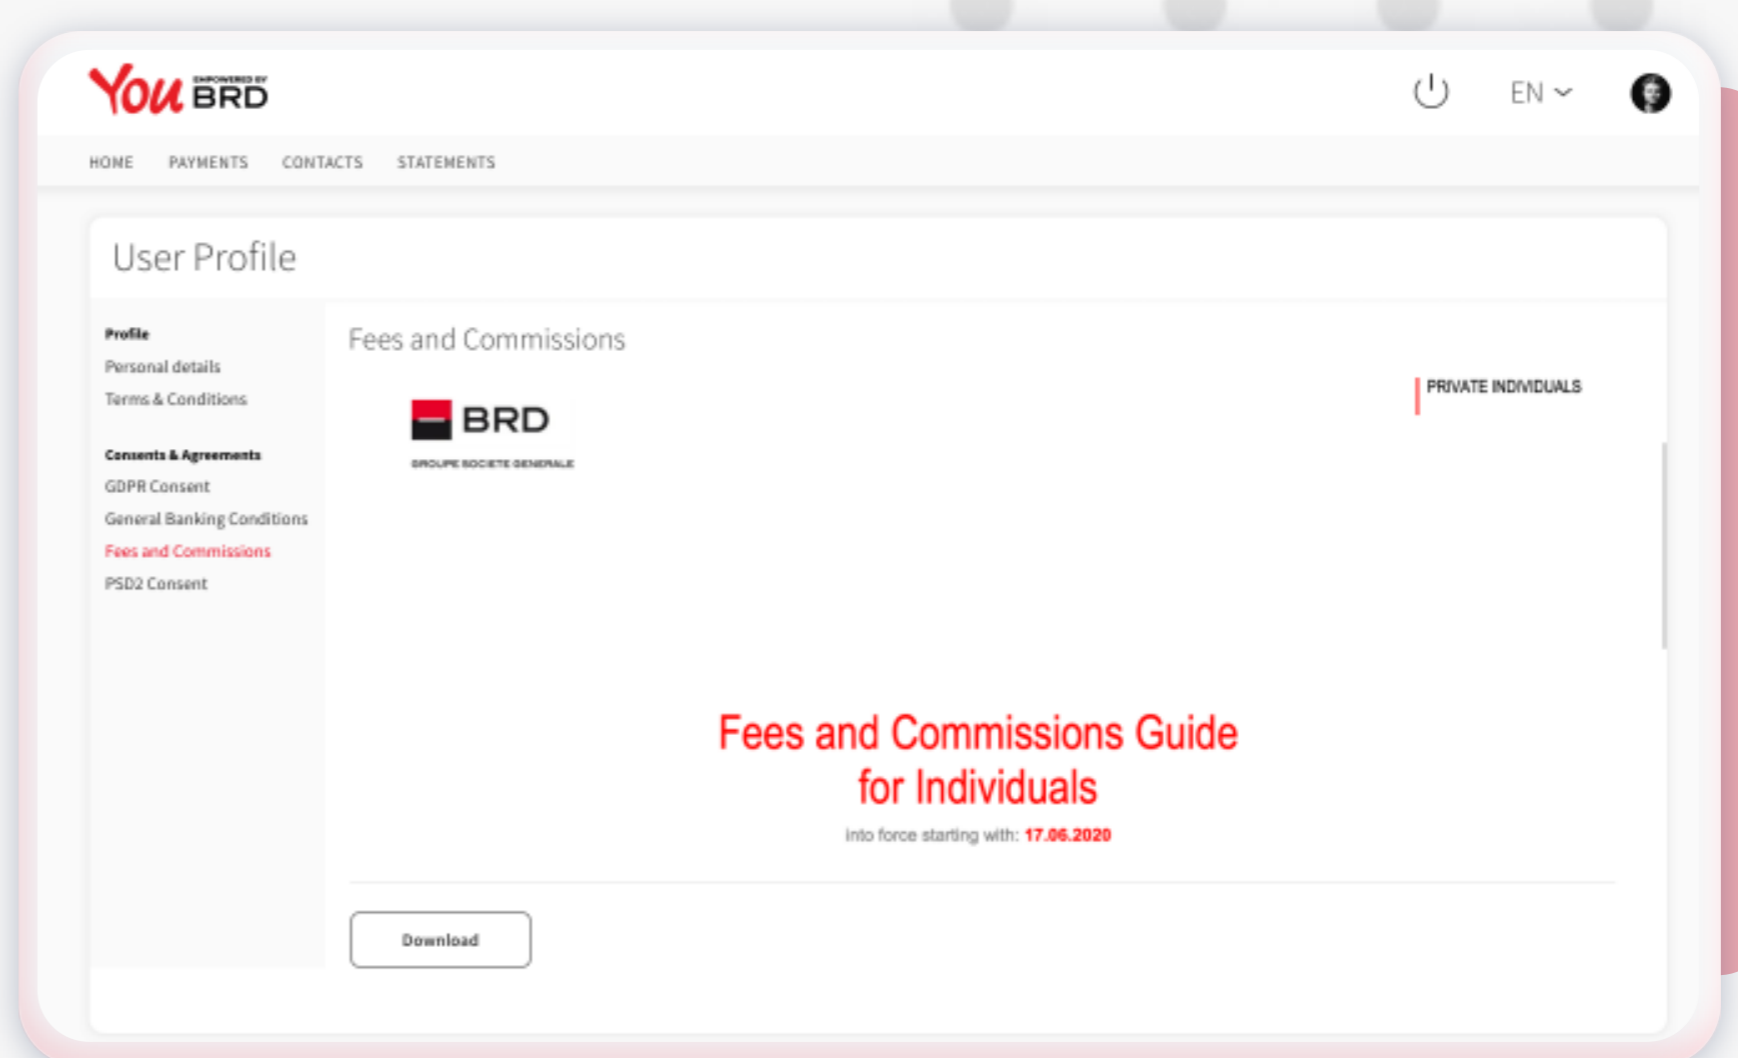 You EMPOWERED BY BRD
EN
HOME PAYMENTS CONTACTS STATEMENTS
User Profile
Profile
Personal details
Terms & Conditions
Consents & Agreements
GDPR Consent
General Banking Conditions
Fees and Commissions
PSD2 Consent
Fees and Commissions
BRD
GROUPE SOCIETE GENERALE
PRIVATE INDIVIDUALS
Fees and Commissions Guide
for Individuals
into force starting with: 17.06.2020
Download